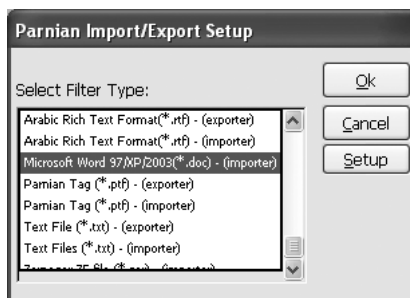 Parnian Import/Export Setup
Select Filter Type:
Arabic Rich Text Format(*.rtf) - (exporter)
Arabic Rich Text Format(*.rtf) - (importer)
Microsoft Word 97/XP/2003(*.doc) - (importer)
Parnian Tag (*.ptf) - (exporter)
Parnian Tag (*.ptf) - (importer)
Text File (*.txt) - (exporter)
Text Files (*.txt) - (importer)
Ok
Cancel
Setup